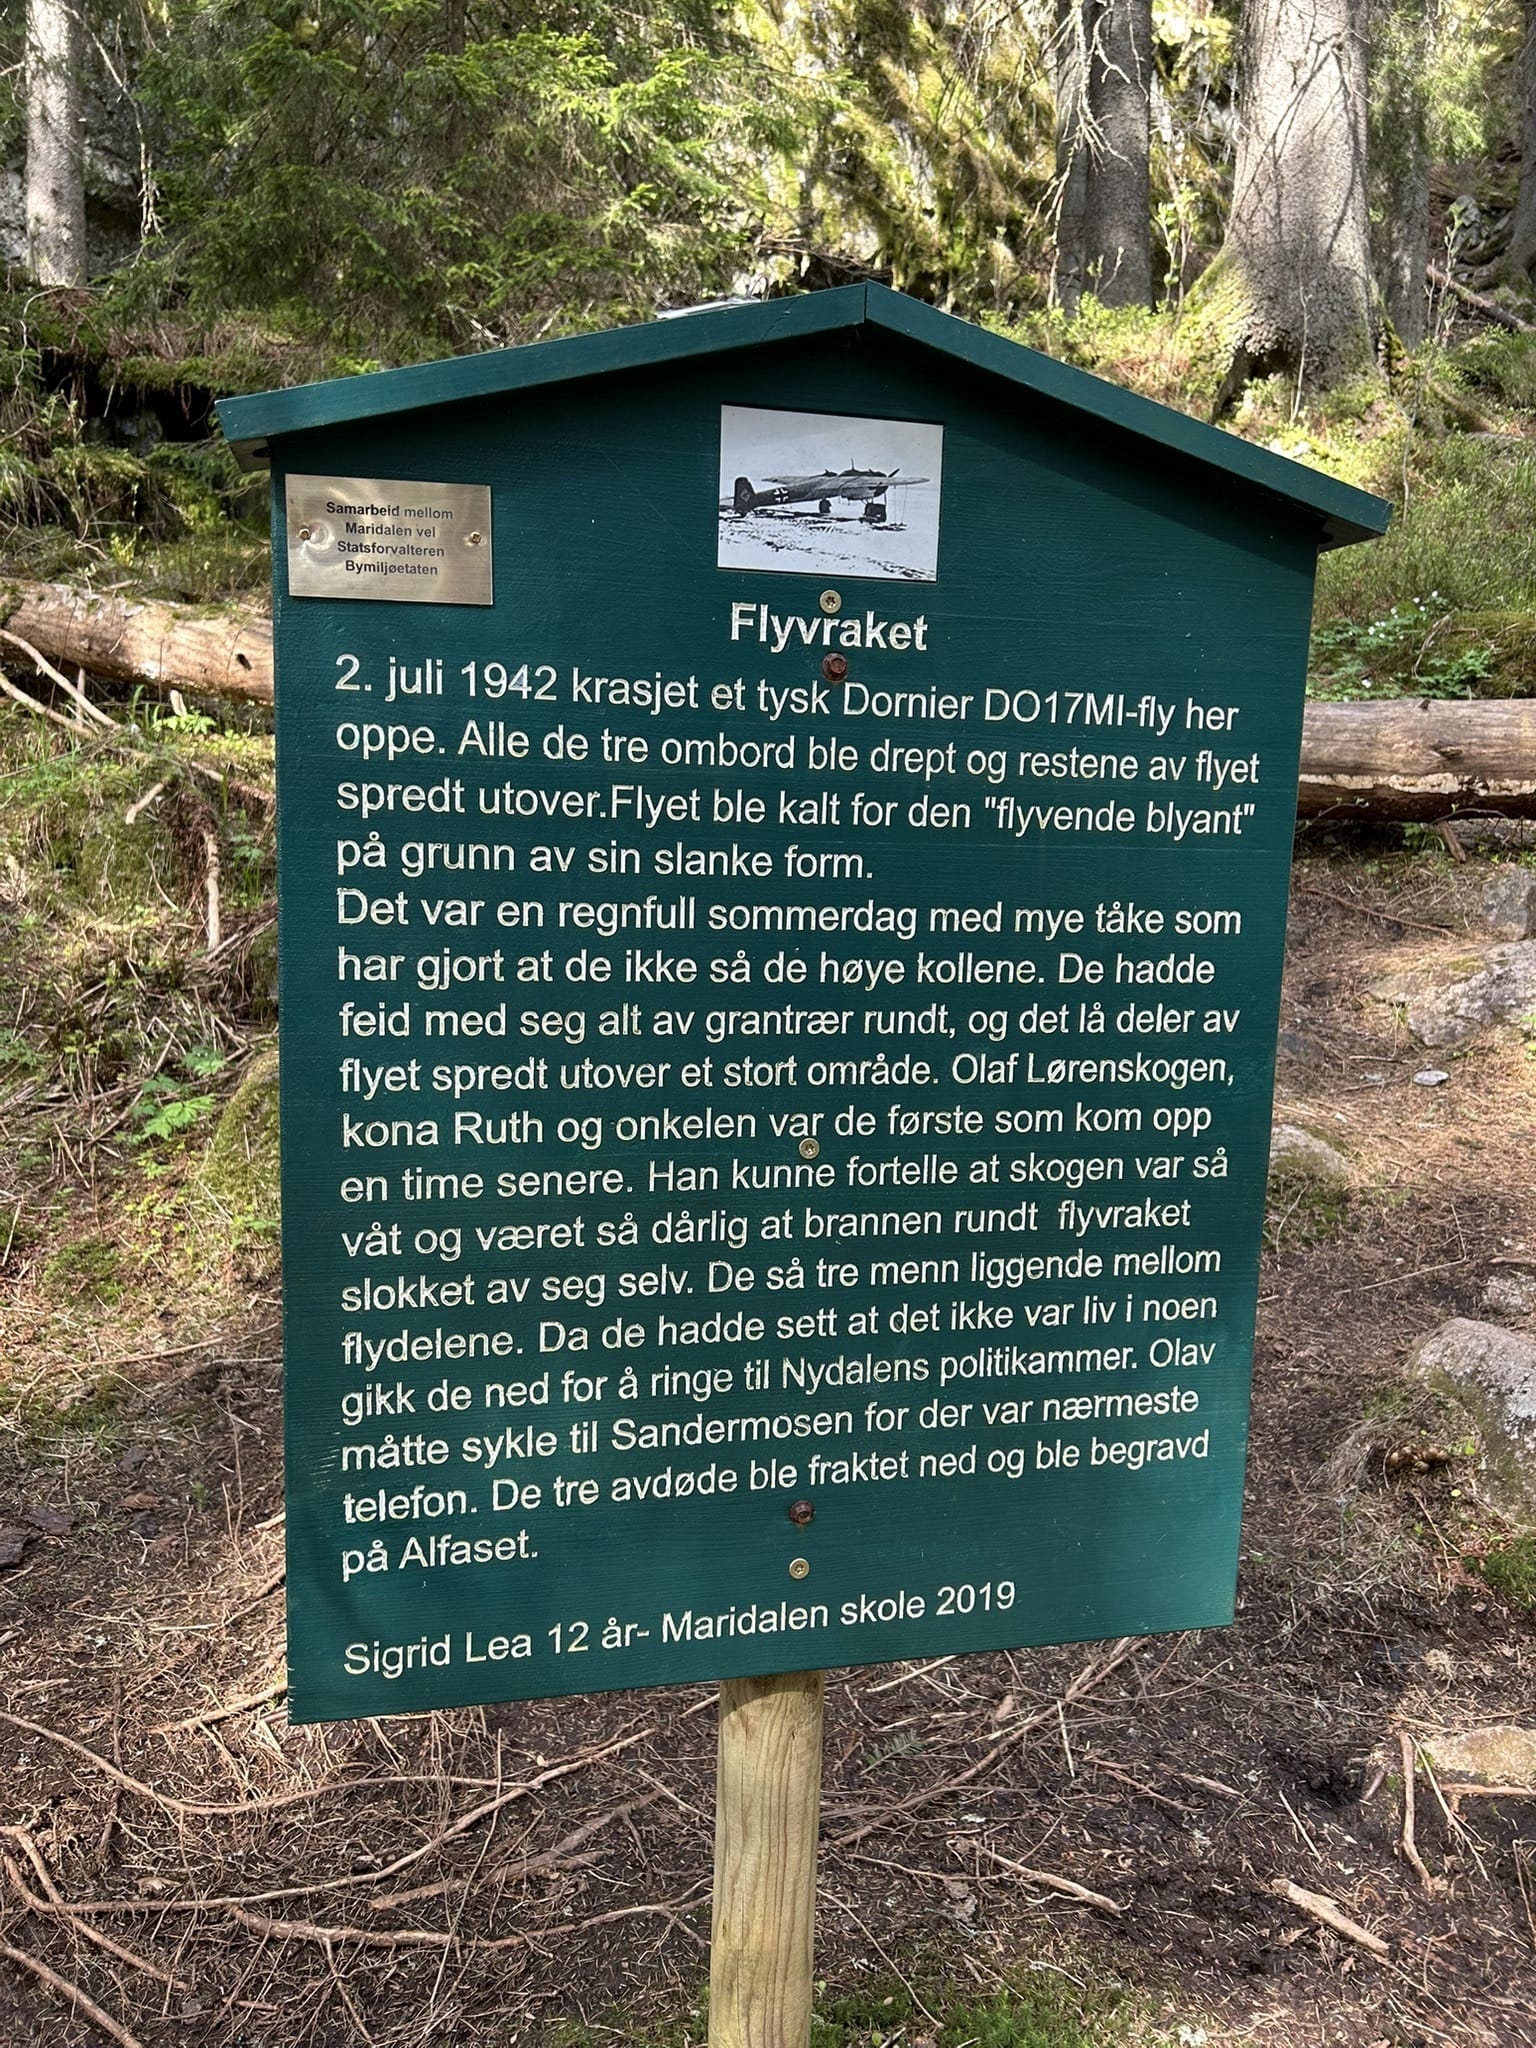 Samarbeid mellom
Maridalen vel
Statsforvalteren
Bymiljøetaten
Flyvraket
2. juli 1942 krasjet et tysk Dornier DO17MI-fly her
oppe. Alle de tre ombord ble drept og restene av flyet
spredt utover.Flyet ble kalt for den "flyvende blyant"
på grunn av sin slanke form.
Det var en regnfull sommerdag med mye tåke som
har gjort at de ikke så de høye kollene. De hadde
feid med seg alt av grantrær rundt, og det lå deler av
flyet spredt utover et stort område. Olaf Lørenskogen,
kona Ruth og onkelen var de første som kom opp
en time senere. Han kunne fortelle at skogen var så
våt og været så dårlig at brannen rundt flyvraket
slokket av seg selv. De så tre menn liggende mellom
flydelene. Da de hadde sett at det ikke var liv i noen
gikk de ned for å ringe til Nydalens politikammer. Olav
måtte sykle til Sandermosen for der var nærmeste
telefon. De tre avdøde ble fraktet ned og ble begravd
på Alfaset.
Sigrid Lea 12 år- Maridalen skole 2019